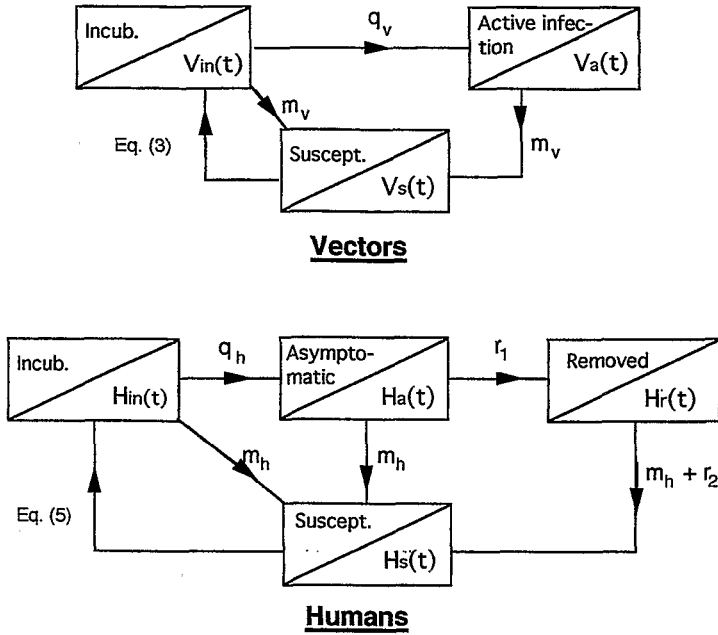 Incub.
Vin(t)
qv
Active infec-
tion
Va(t)
mv
mv
Eq. (3)
Suscept.
Vs(t)
Vectors
Incub.
Hin(t)
qh
Asympto-
matic
Ha(t)
r1
Removed
Hr(t)
mh
mh
mh + r2
Eq. (5)
Suscept.
Hs(t)
Humans